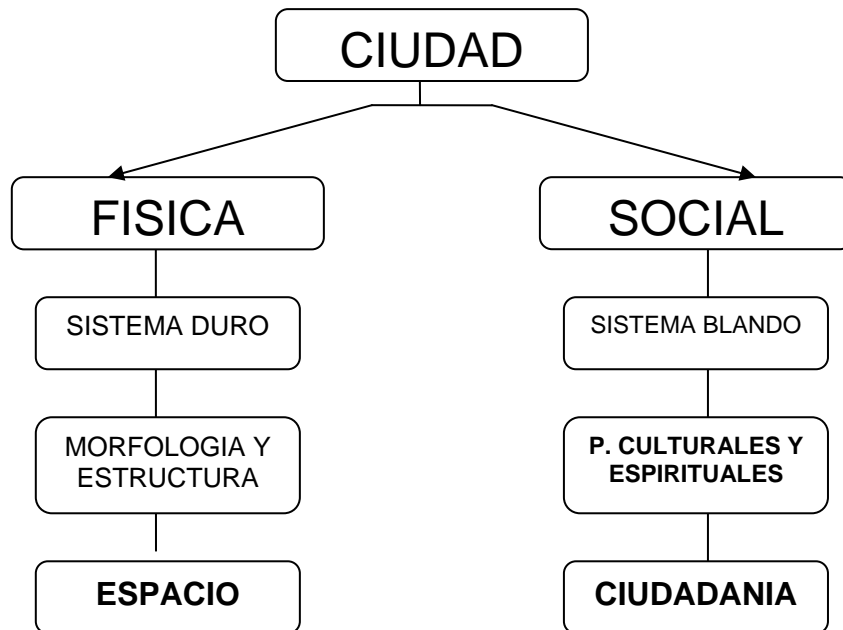 CIUDAD
FISICA
SOCIAL
SISTEMA DURO
SISTEMA BLANDO
MORFOLOGIA Y
ESTRUCTURA
P. CULTURALES Y
ESPIRITUALES
ESPACIO
CIUDADANIA